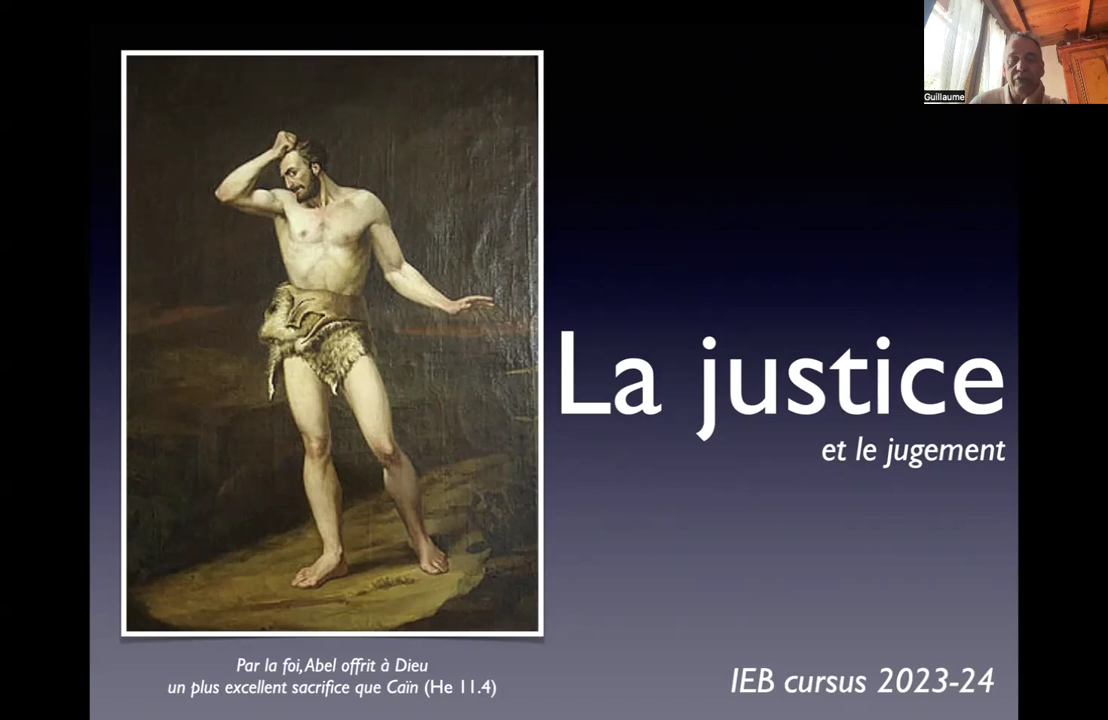 Guillaume
La justice
et le jugement
Par la foi, Abel offrit à Dieu
un plus excellent sacrifice que Caïn (He 11.4)
IEB cursus 2023-24